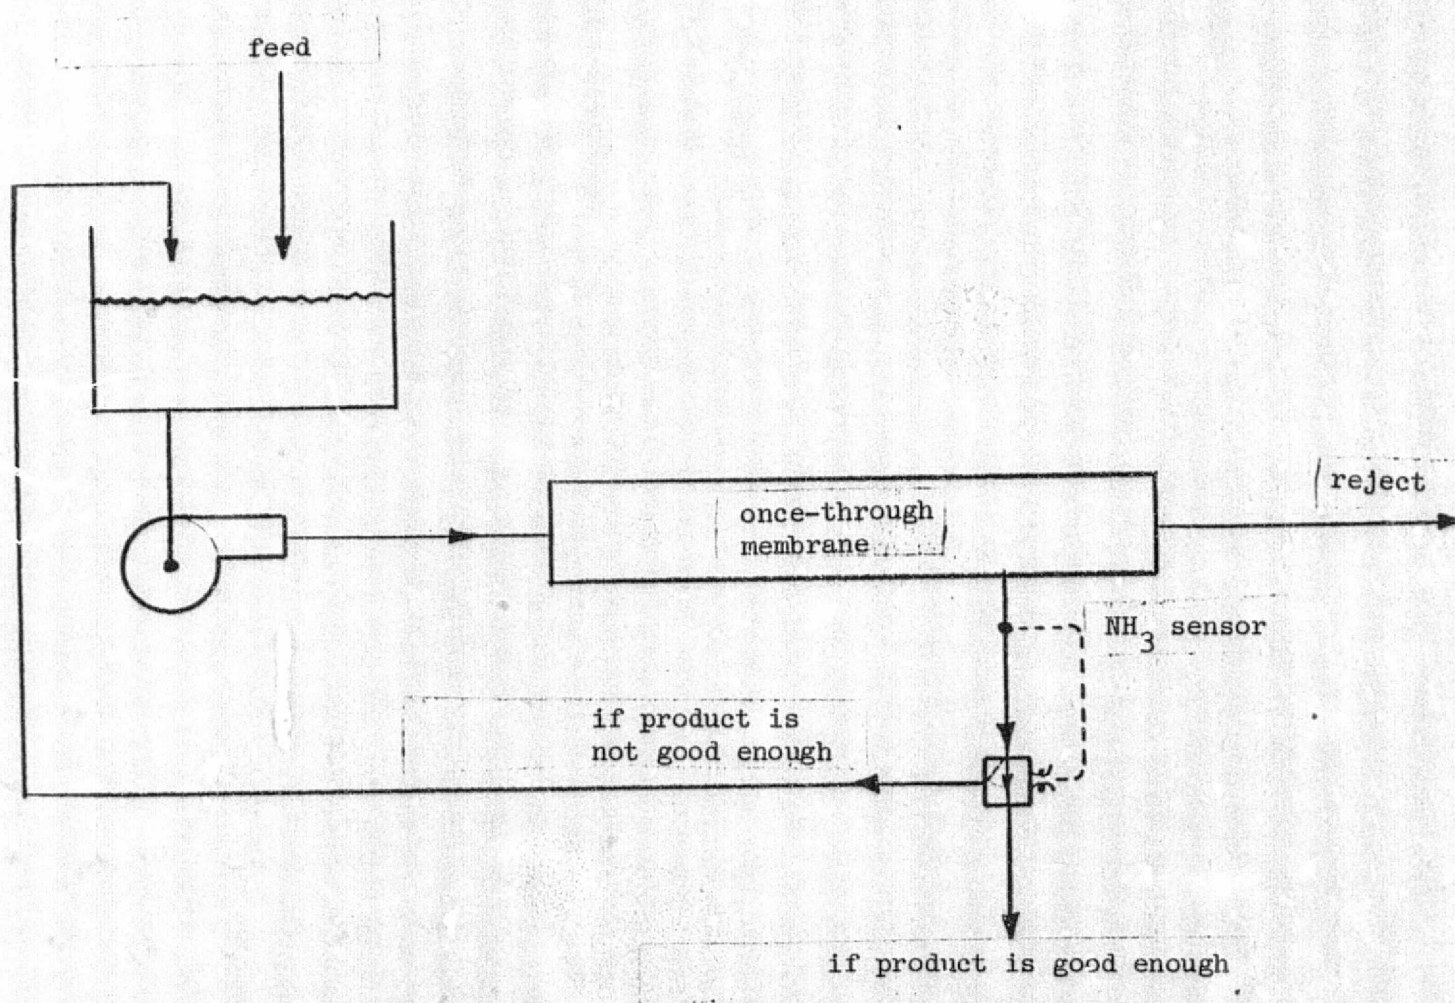 feed
reject
once-through
membrane
NH3 sensor
if product is
not good enough
if product is good enough